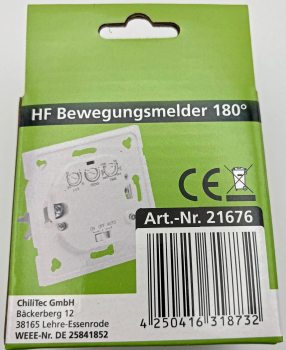 HF Bewegungsmelder 180°
CE
Art.-Nr. 21676
ChiliTec GmbH
Bäckerberg 12
38165 Lehre-Essenrode
WEEE-Nr. DE 25841852
4 250416 318732